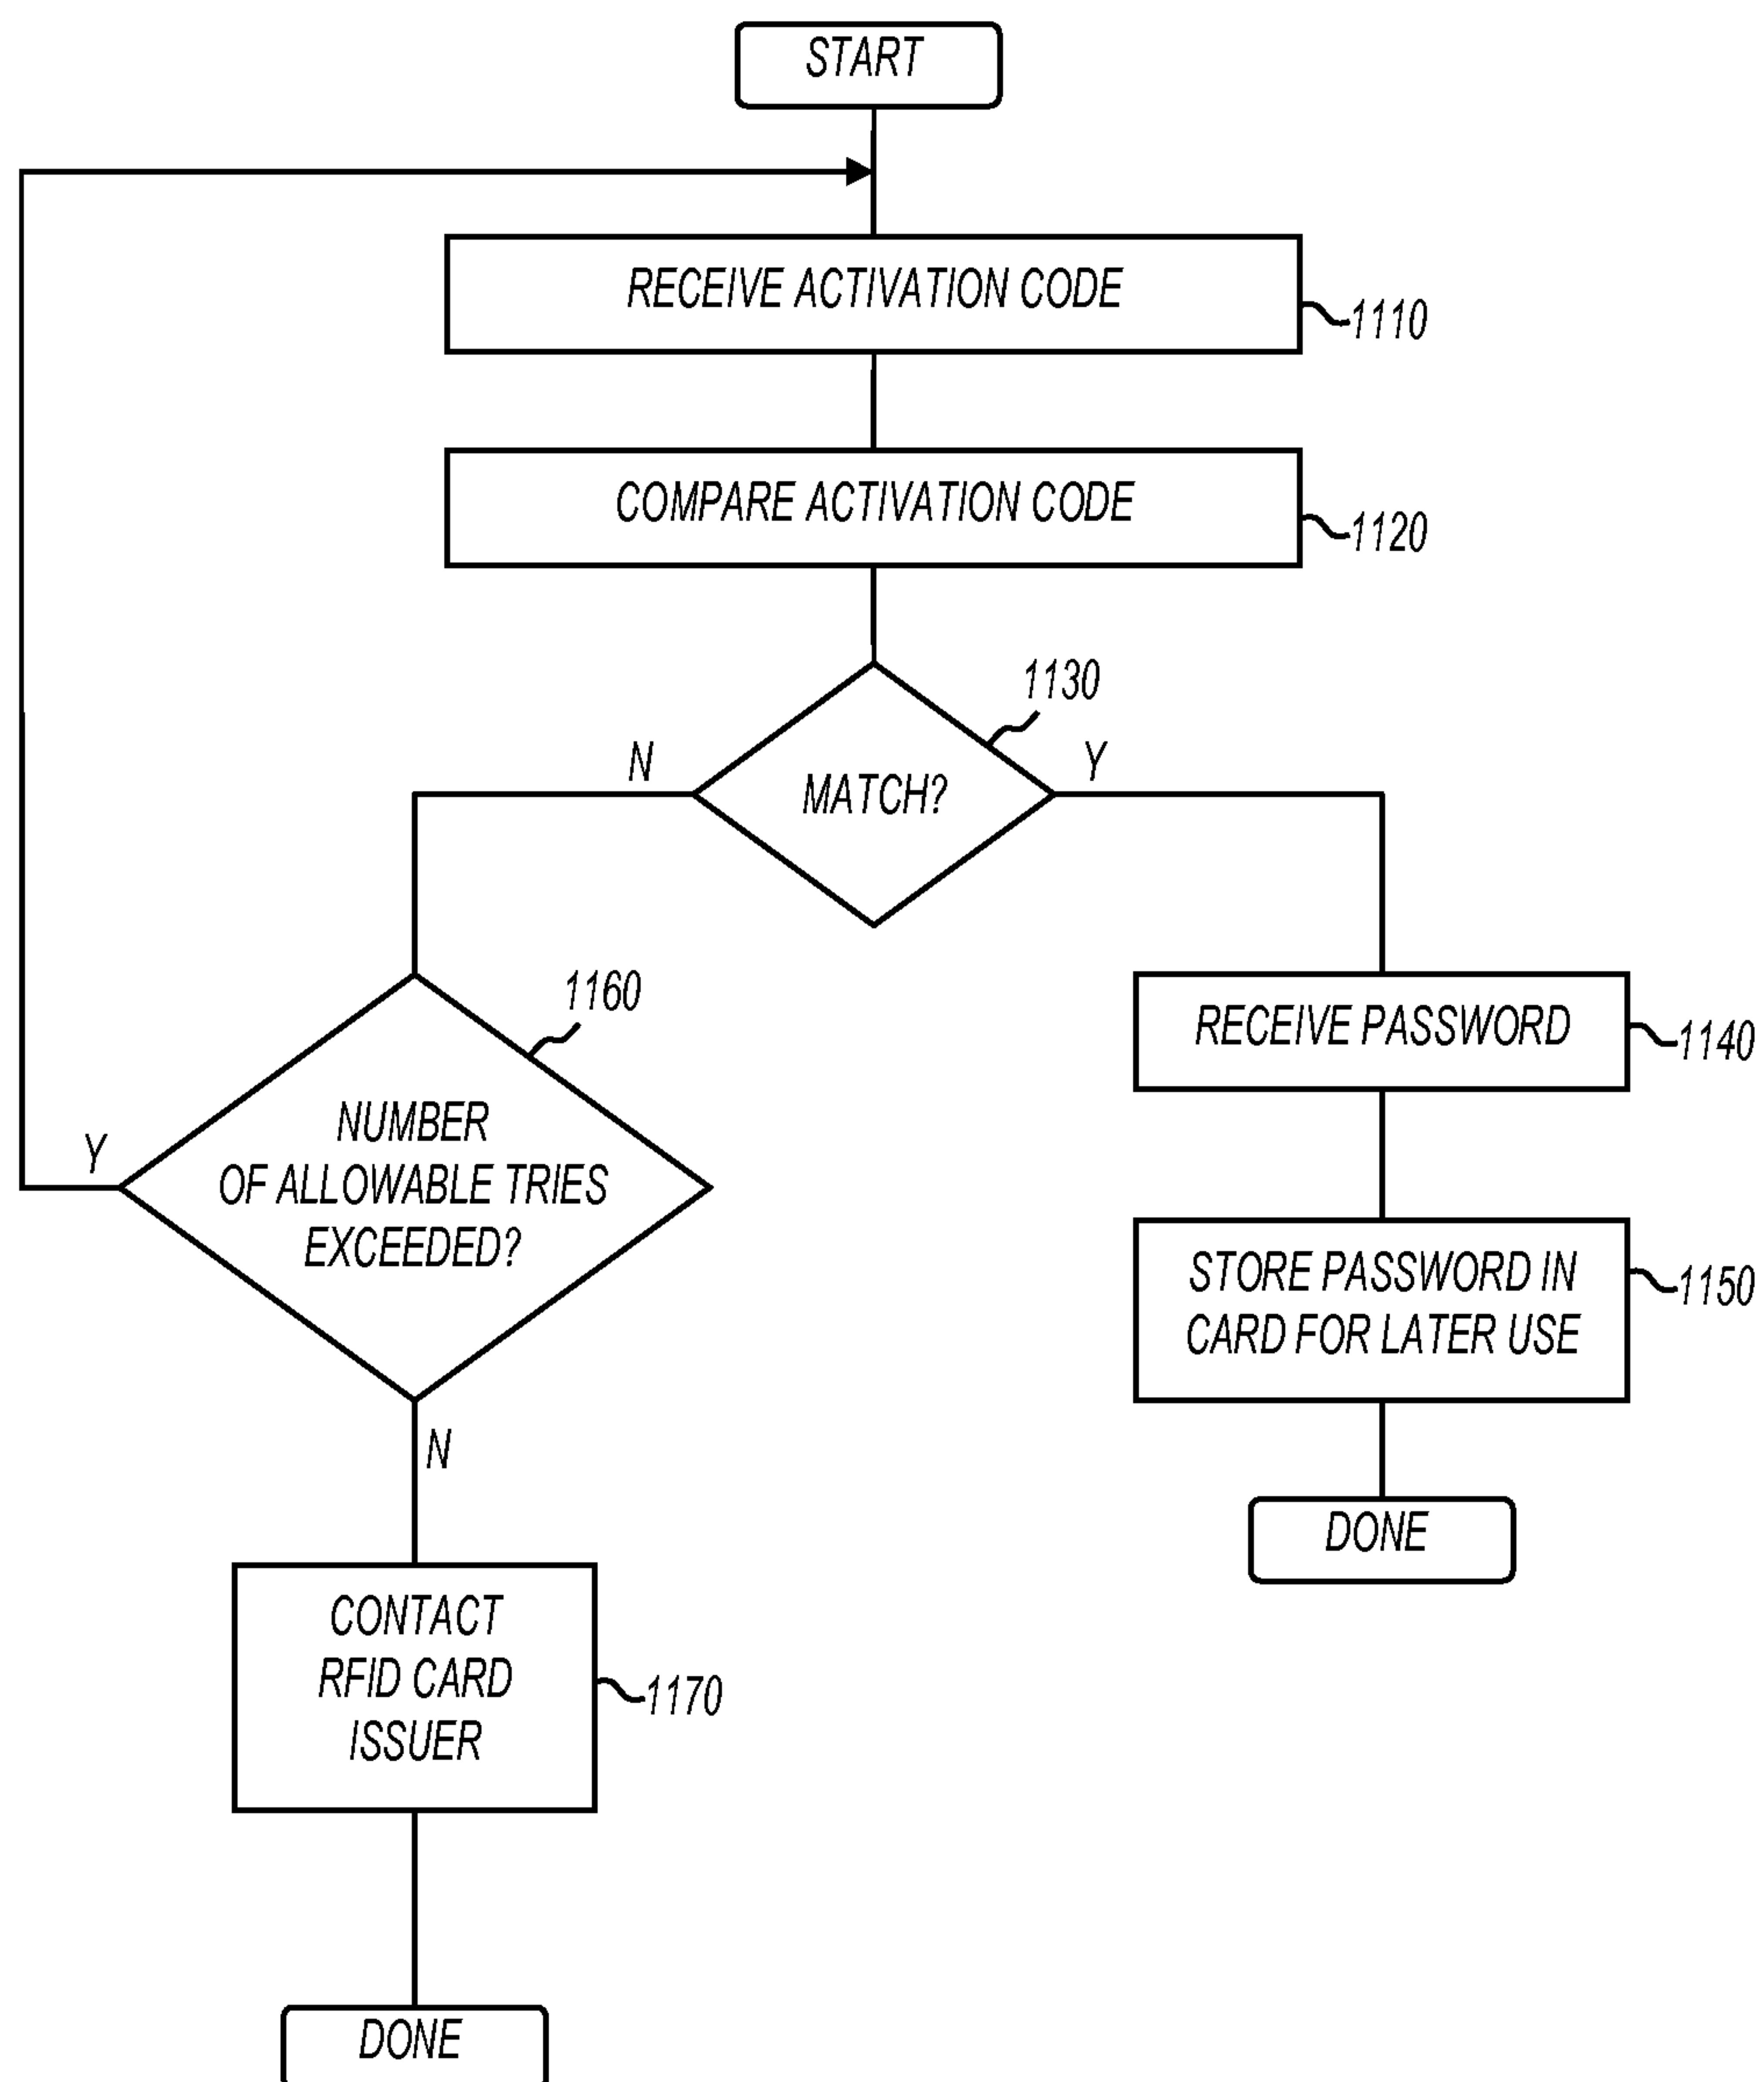 START
RECEIVE ACTIVATION CODE
1110
COMPARE ACTIVATION CODE
1120
1130
N
MATCH?
Y
1160
RECEIVE PASSWORD
1140
NUMBER
OF ALLOWABLE TRIES
EXCEEDED?
Y
STORE PASSWORD IN
CARD FOR LATER USE
1150
N
DONE
CONTACT
RFID CARD
ISSUER
1170
DONE